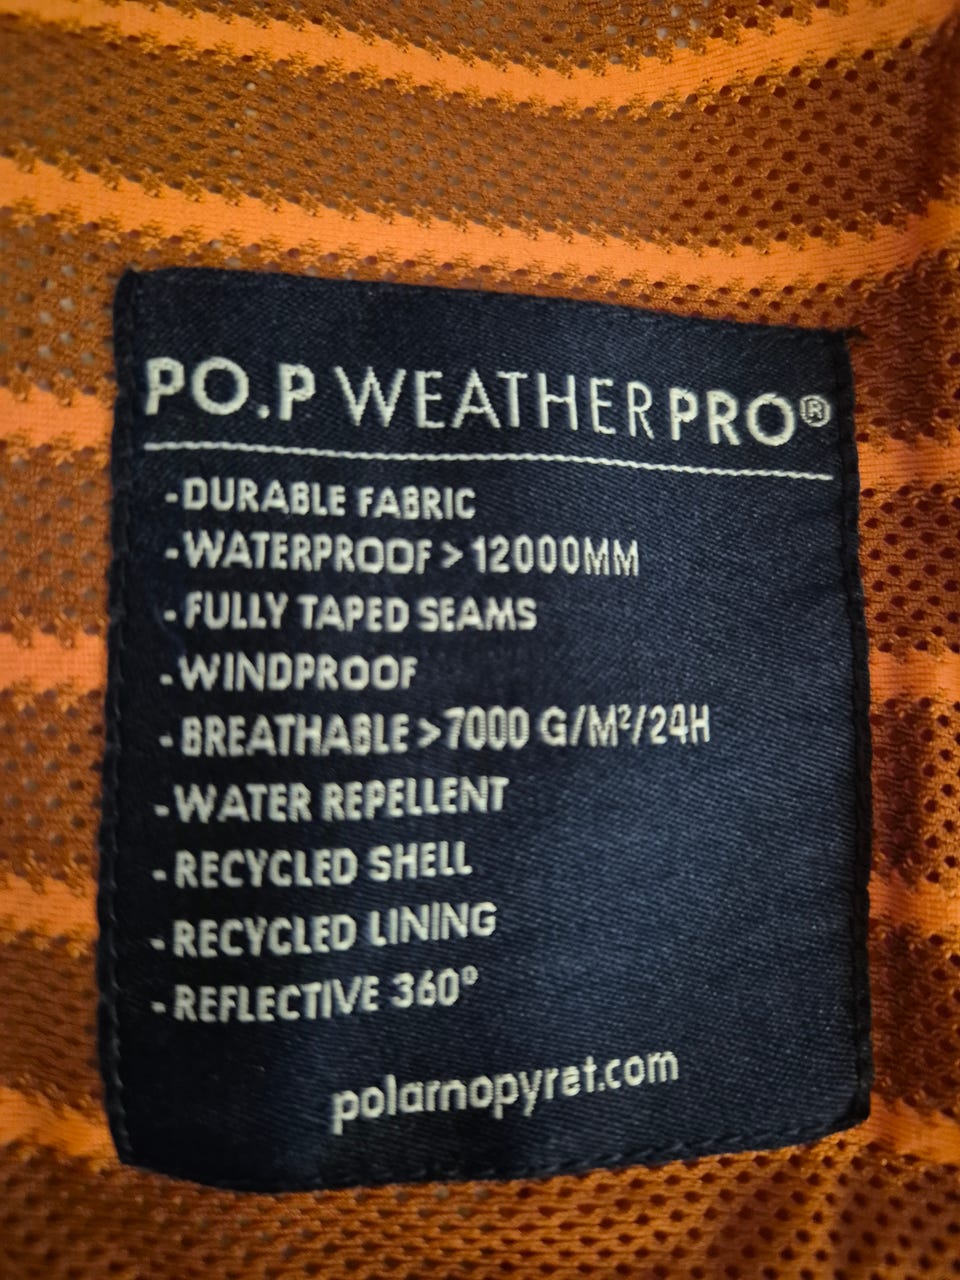 PO.P WEATHERPRO®
-DURABLE FABRIC
-WATERPROOF > 12000MM
-FULLY TAPED SEAMS
-WINDPROOF
-BREATHABLE >7000 G/M²/24H
-WATER REPELLENT
-RECYCLED SHELL
-RECYCLED LINING
-REFLECTIVE 360°
polarnopyret.com